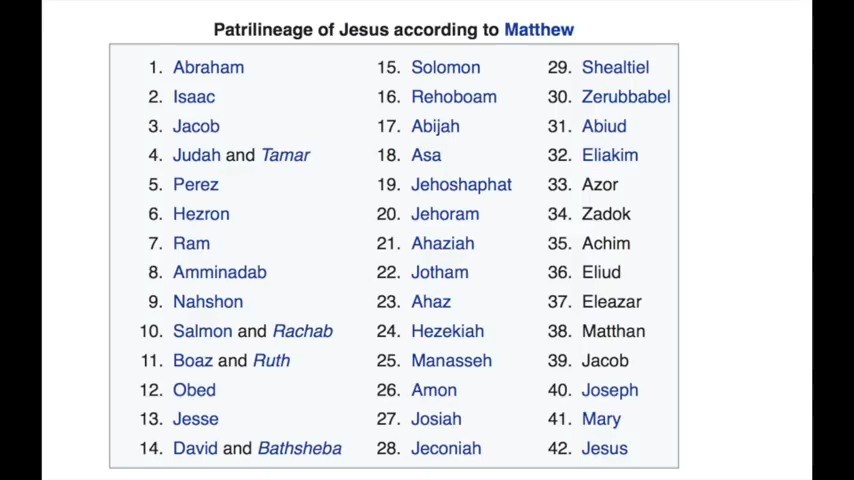 Patrilineage of Jesus according to Matthew
1. Abraham
2. Isaac
3. Jacob
4. Judah and Tamar
5. Perez
6. Hezron
7. Ram
8. Amminadab
9. Nahshon
10. Salmon and Rachab
11. Boaz and Ruth
12. Obed
13. Jesse
14. David and Bathsheba
15. Solomon
16. Rehoboam
17. Abijah
18. Asa
19. Jehoshaphat
20. Jehoram
21. Ahaziah
22. Jotham
23. Ahaz
24. Hezekiah
25. Manasseh
26. Amon
27. Josiah
28. Jeconiah
29. Shealtiel
30. Zerubbabel
31. Abiud
32. Eliakim
33. Azor
34. Zadok
35. Achim
36. Eliud
37. Eleazar
38. Matthan
39. Jacob
40. Joseph
41. Mary
42. Jesus